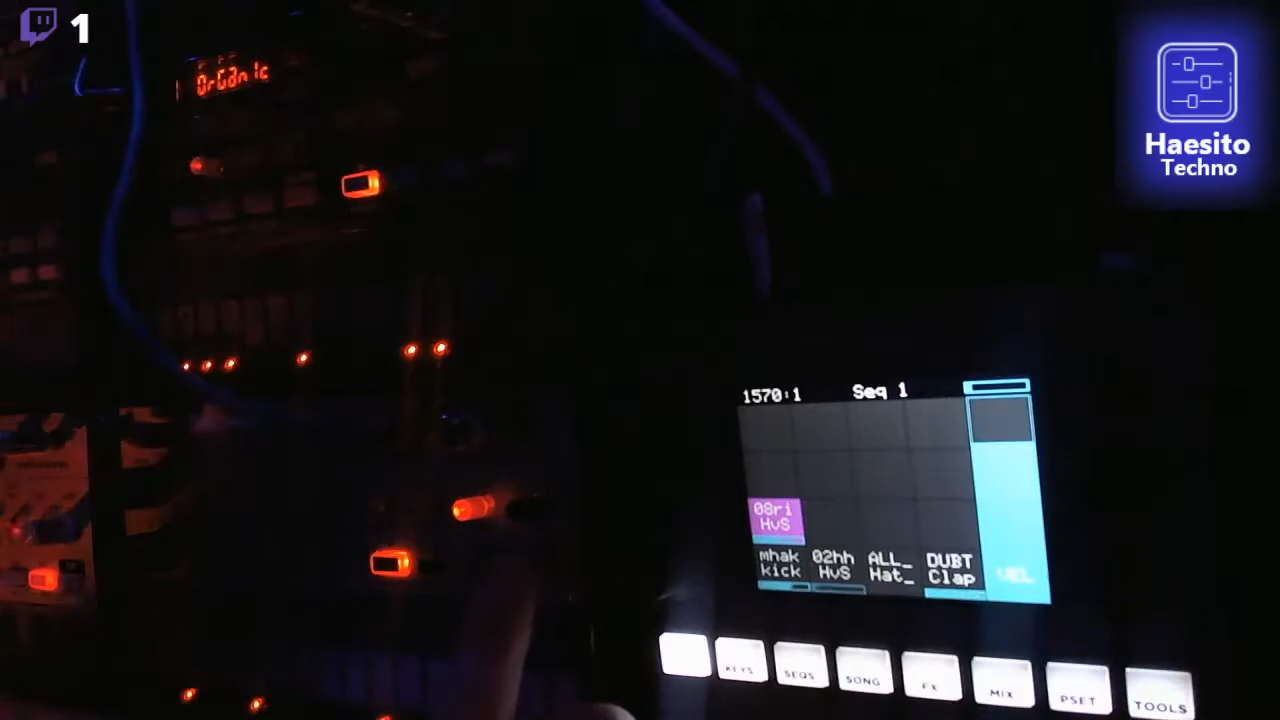 1
OrGanic
Haesito
Techno
1570:1
Seq 1
08ri
HvS
mhak
kick
02hh
HvS
ALL_
Hat_
DUBT
Clap
KEYS
SEQS
SONG
FX
MIX
PSET
TOOLS